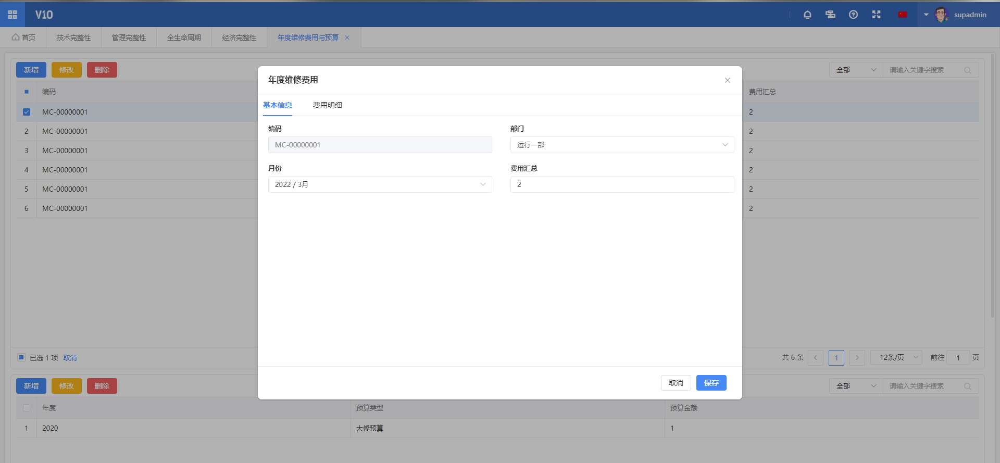 V10
supadmin
首页 技术完整性 管理完整性 全生命周期 经济完整性 年度维修费用与预算
新增 修改 删除 全部 请输入关键字搜索
编码 费用汇总
MC-00000001 2
2 MC-00000001 2
3 MC-00000001 2
4 MC-00000001 2
5 MC-00000001 2
6 MC-00000001 2
已选 1 项 取消 共 6 条 1 12条/页 前往 1 页
年度维修费用
基本信息 费用明细
编码 部门
MC-00000001 运行一部
月份 费用汇总
2022 / 3月 2
取消 保存
新增 修改 删除 全部 请输入关键字搜索
年度 预算类型 预算金额
1 2020 大修预算 1